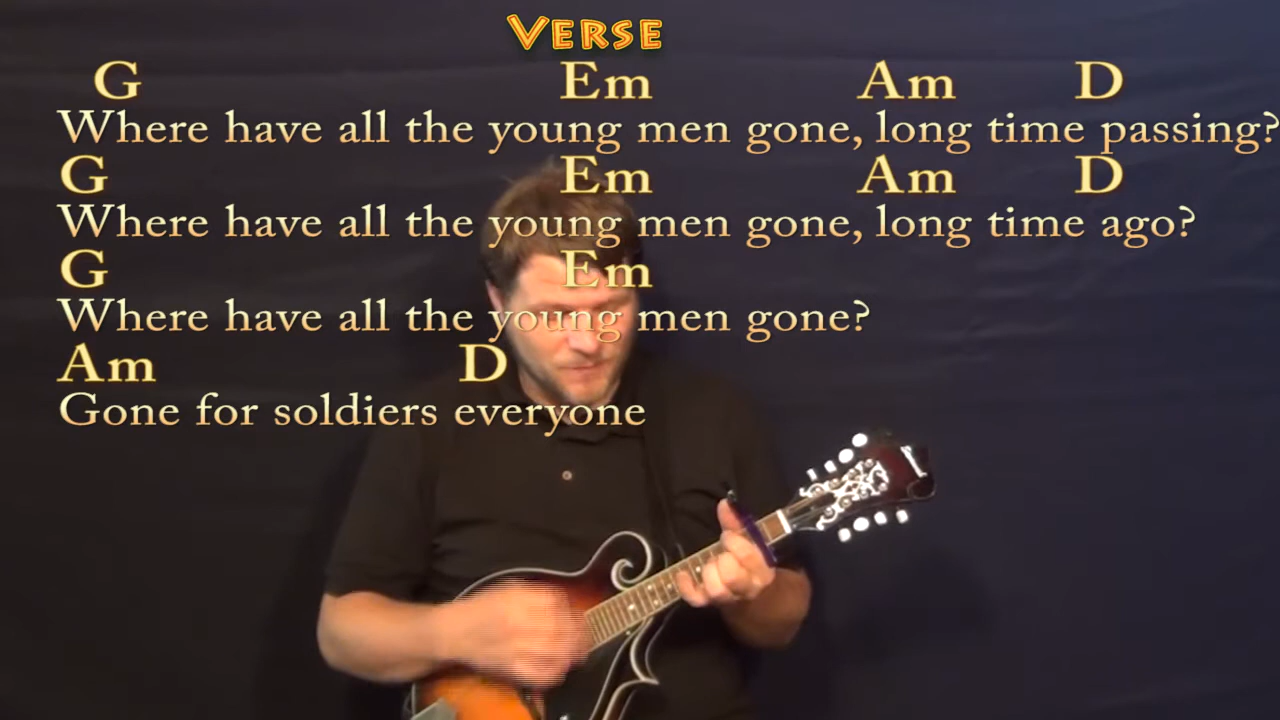 VERSE
G Em Am D
Where have all the young men gone, long time passing?
G Em Am D
Where have all the young men gone, long time ago?
G Em
Where have all the young men gone?
Am D
Gone for soldiers everyone